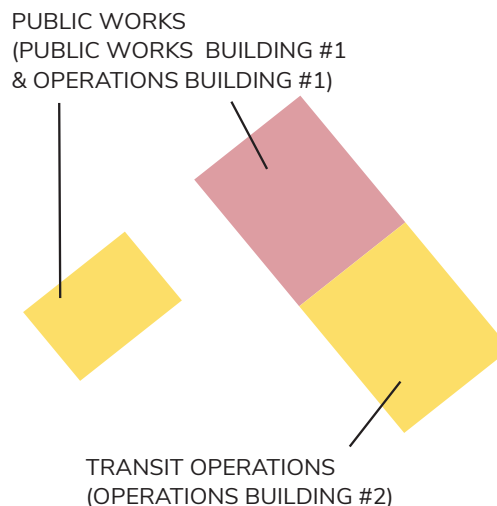 PUBLIC WORKS
(PUBLIC WORKS BUILDING #1
& OPERATIONS BUILDING #1)
TRANSIT OPERATIONS
(OPERATIONS BUILDING #2)